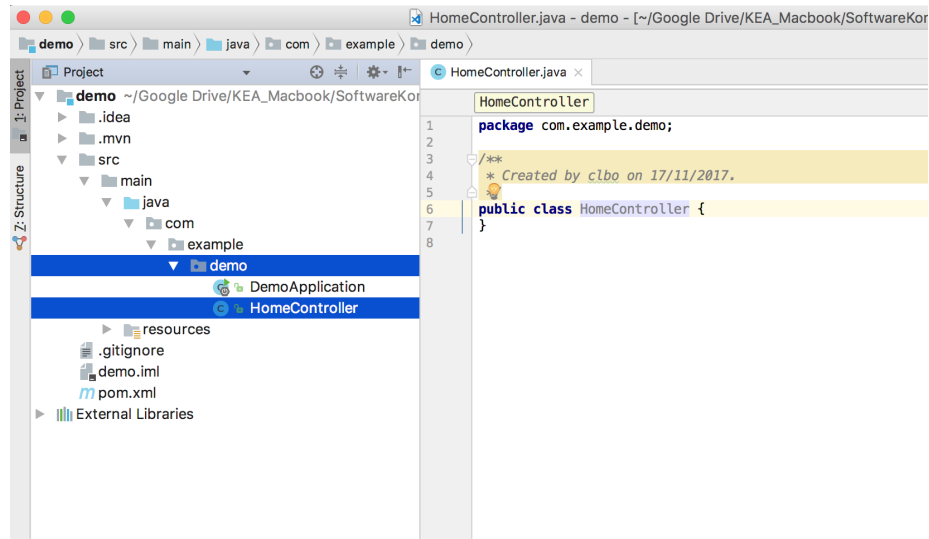 HomeController.java - demo - [~/Google Drive/KEA_Macbook/SoftwareKor
demo src main java com example demo
1: Project
Z: Structure
Project
demo ~/Google Drive/KEA_Macbook/SoftwareKor
.idea
.mvn
src
main
java
com
example
demo
DemoApplication
HomeController
resources
.gitignore
demo.iml
pom.xml
External Libraries
HomeController.java
HomeController
1 package com.example.demo;
2
3 /**
4 * Created by clbo on 17/11/2017.
5
6 public class HomeController {
7 }
8